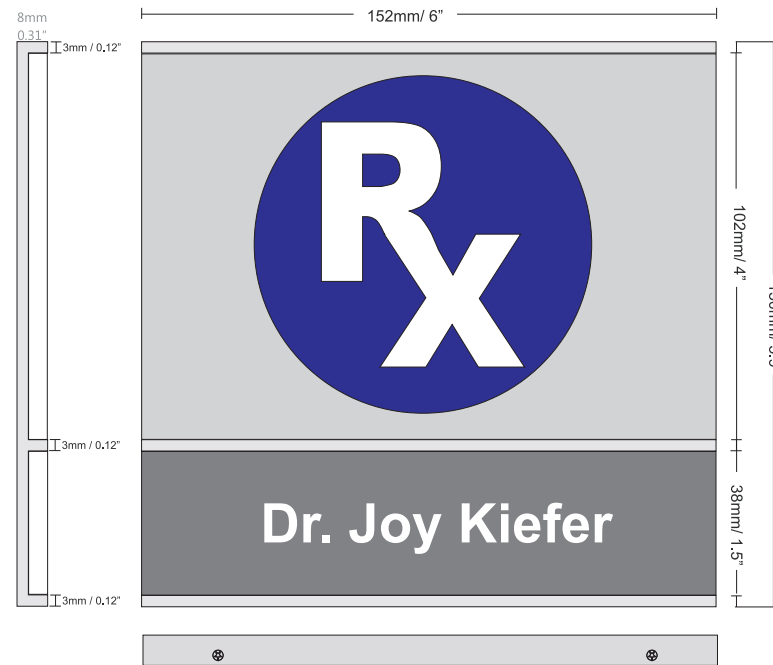 8mm
0.31"
152mm/ 6”
3mm / 0.12”
Rx
102mm/ 4”
3mm / 0.12”
38mm/ 1.5”
Dr. Joy Kiefer
3mm / 0.12”